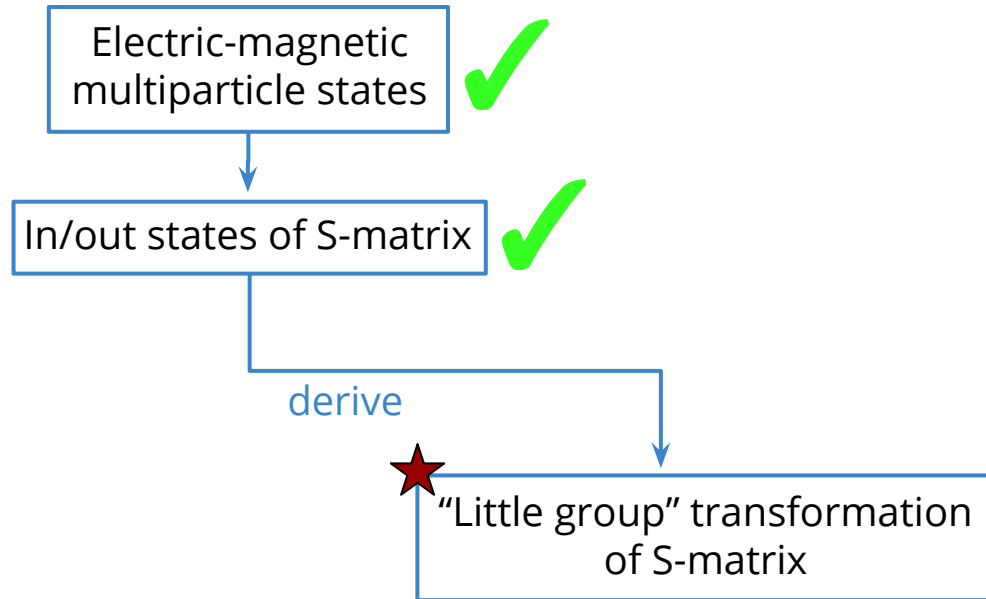 Electric-magnetic
multiparticle states
In/out states of S-matrix
derive
“Little group” transformation
of S-matrix